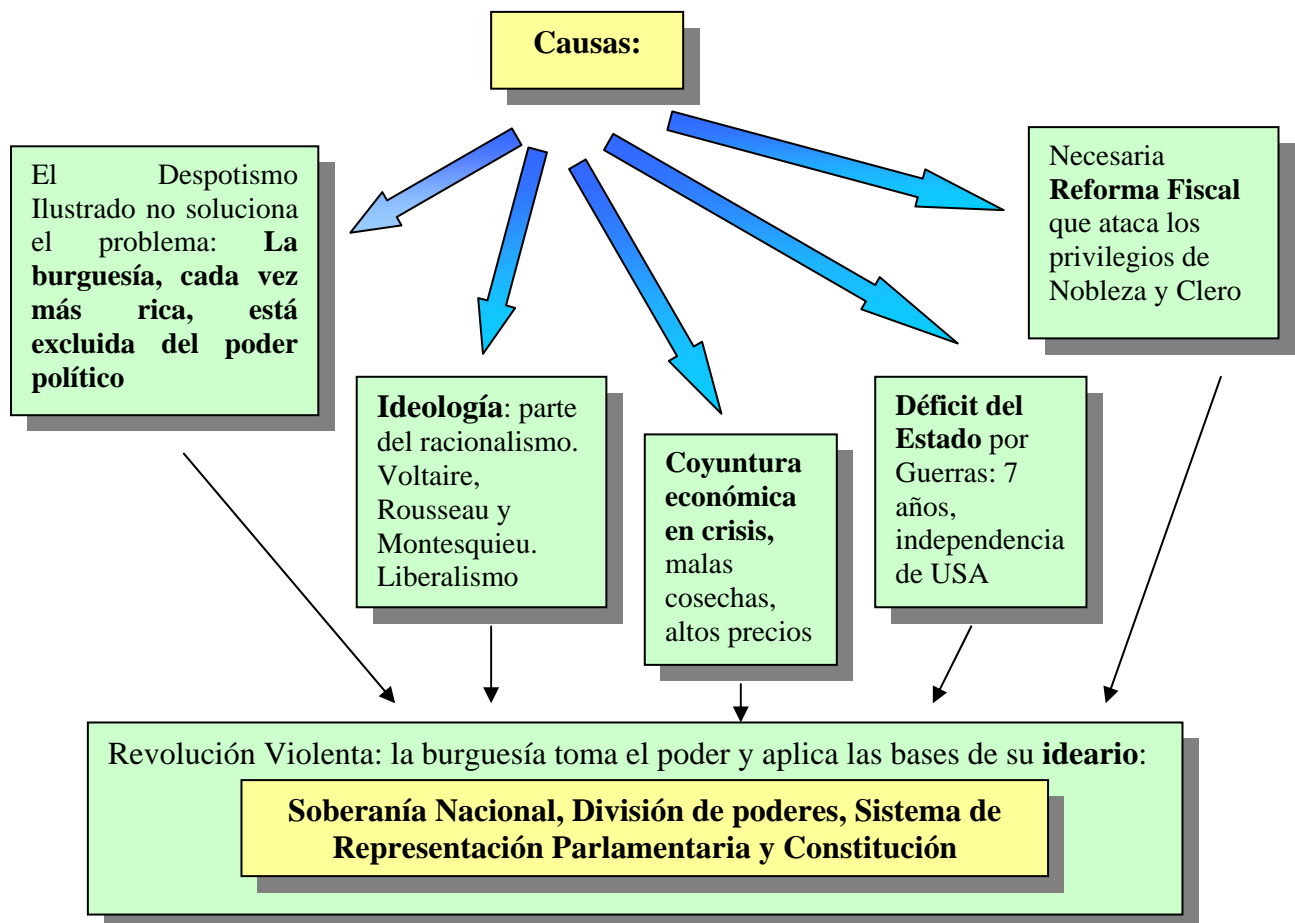 Causas:
El Despotismo
Ilustrado no soluciona
el problema: La
burguesía, cada vez
más rica, está
excluida del poder
político
Necesaria
Reforma Fiscal
que ataca los
privilegios de
Nobleza y Clero
Ideología: parte
del racionalismo.
Voltaire,
Rousseau y
Montesquieu.
Liberalismo
Coyuntura
económica
en crisis,
malas
cosechas,
altos precios
Déficit del
Estado por
Guerras: 7
años,
independencia
de USA
Revolución Violenta: la burguesía toma el poder y aplica las bases de su ideario:
Soberanía Nacional, División de poderes, Sistema de
Representación Parlamentaria y Constitución